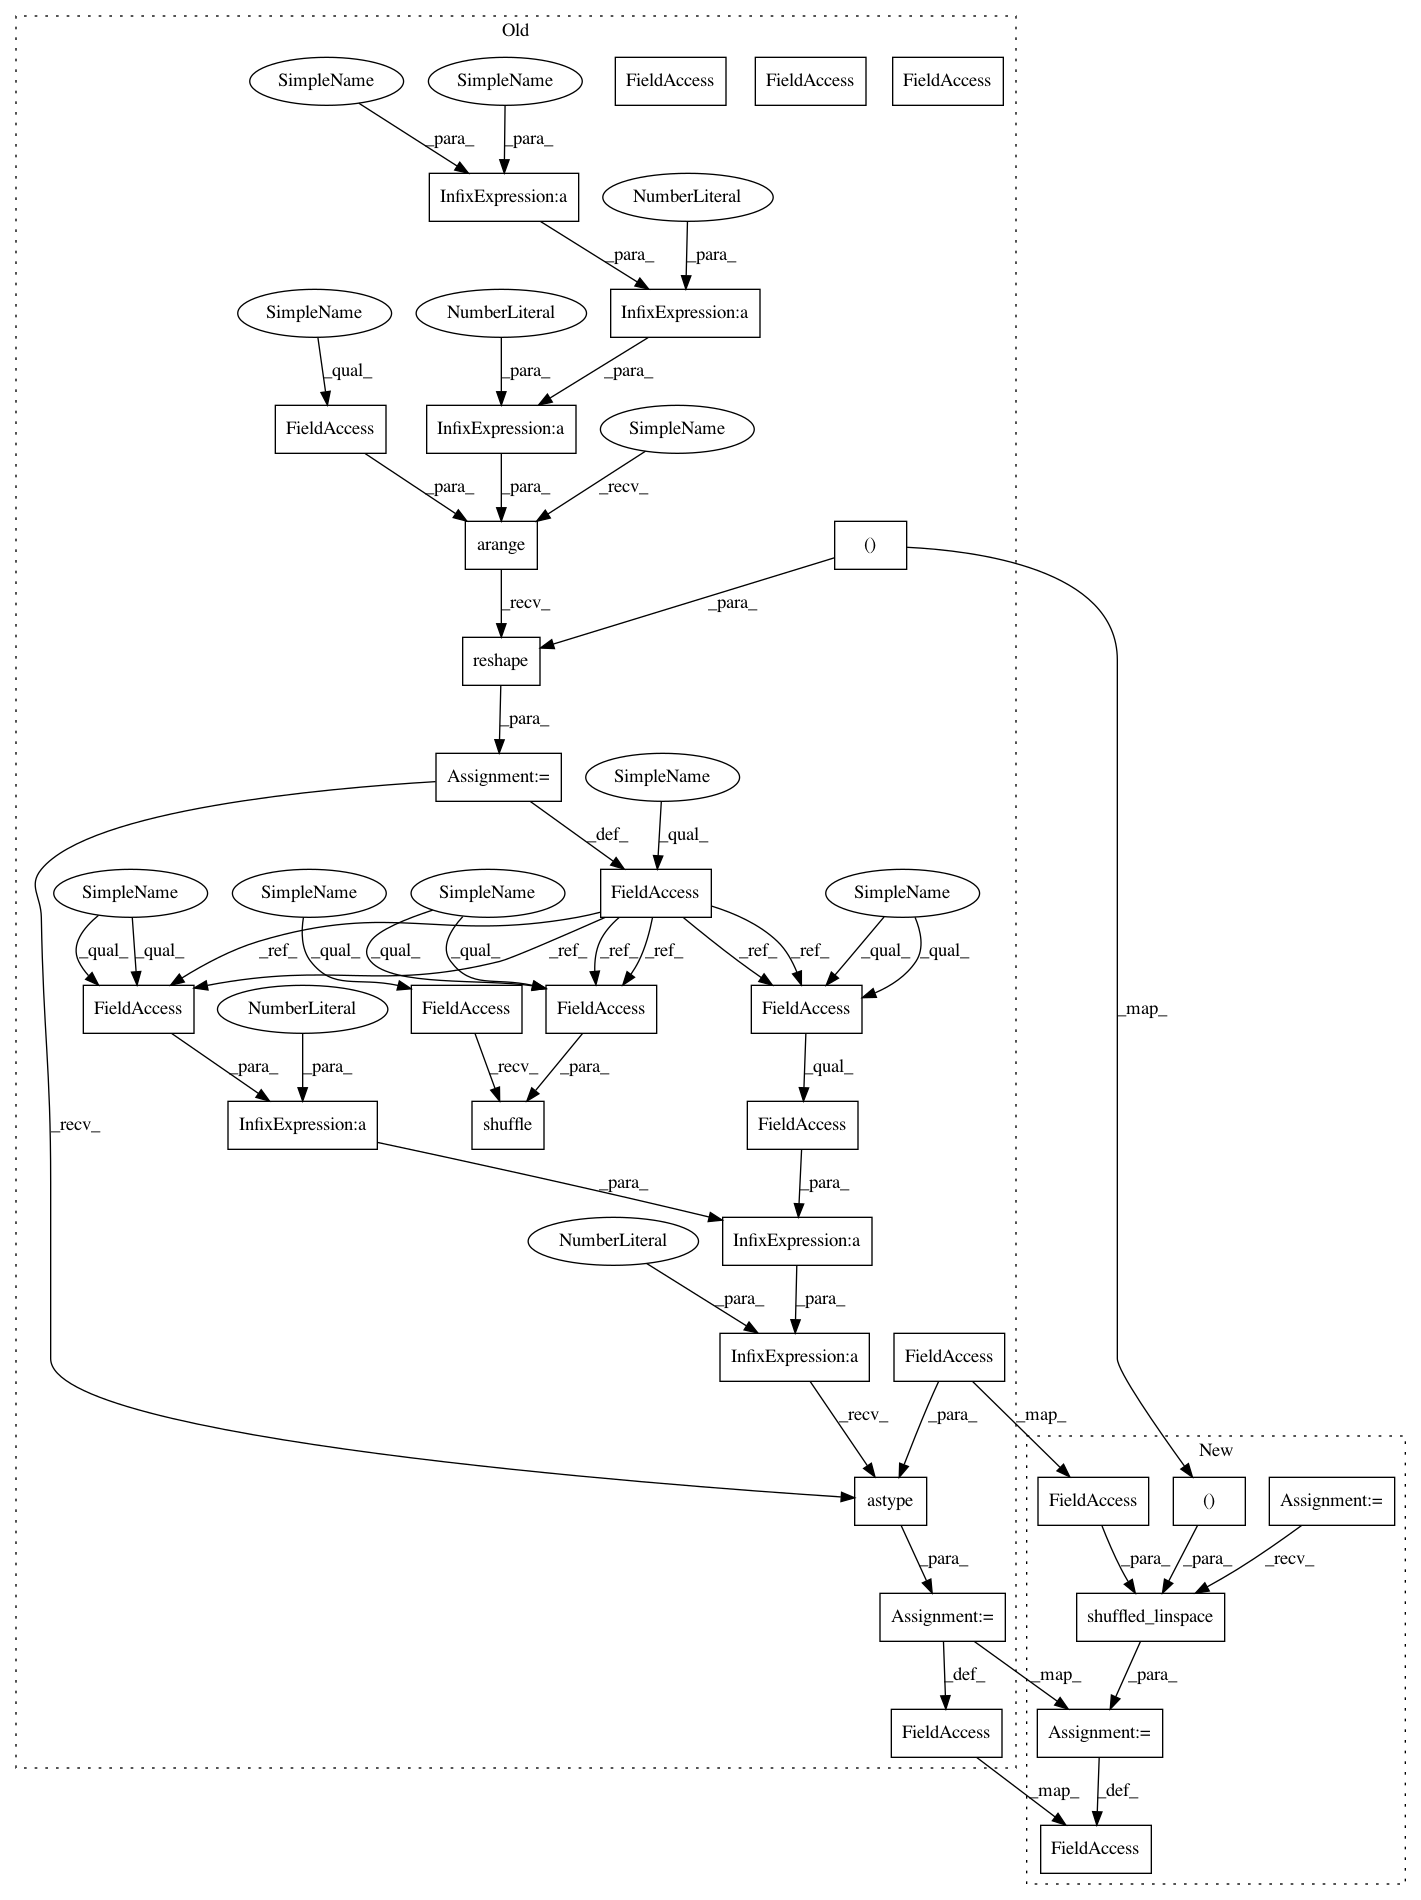 Old
SimpleName SimpleName FieldAccess FieldAccess FieldAccess
_para_ _para_
InfixExpression:a NumberLiteral
_para_ _para_
SimpleName NumberLiteral InfixExpression:a
_qual_ _para_ _para_
FieldAccess InfixExpression:a SimpleName
_para_ _para_ _recv_
arange ()
_recv_ _para_
reshape
_para_
Assignment:= SimpleName
_def_ _qual_
SimpleName SimpleName SimpleName FieldAccess SimpleName
_qual_ _qual_ _ref_ _qual_ _qual_ _qual_ _ref_ _ref_ _ref_ _ref_ _ref_ _qual_ _qual_
FieldAccess NumberLiteral FieldAccess FieldAccess FieldAccess _map_
_para_ _para_ _recv_ _para_ _qual_
_recv_ InfixExpression:a shuffle FieldAccess
_para_ _para_
NumberLiteral InfixExpression:a
_para_ _para_
InfixExpression:a FieldAccess
_recv_ _para_ _map_
New
astype FieldAccess () Assignment:=
_para_ _para_ _para_ _recv_
Assignment:= shuffled_linspace
_def_ _map_ _para_
FieldAccess Assignment:=
_map_ _def_
FieldAccess